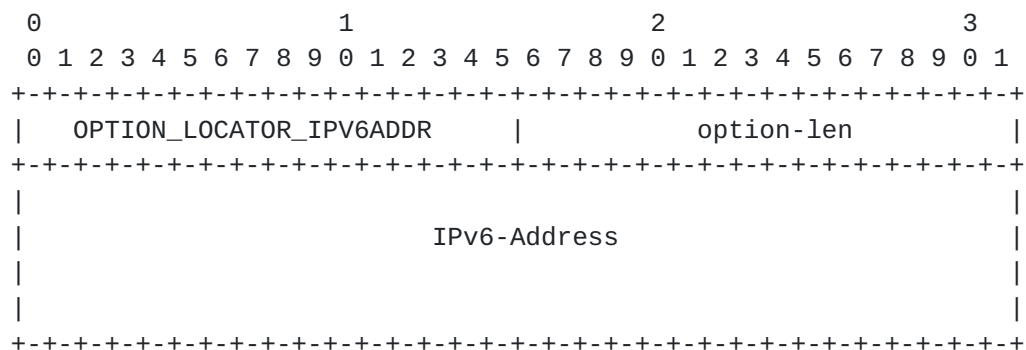 0                   1                   2                   3
 0 1 2 3 4 5 6 7 8 9 0 1 2 3 4 5 6 7 8 9 0 1 2 3 4 5 6 7 8 9 0 1
+-+-+-+-+-+-+-+-+-+-+-+-+-+-+-+-+-+-+-+-+-+-+-+-+-+-+-+-+-+-+-+-+
|   OPTION_LOCATOR_IPV6ADDR     |           option-len          |
+-+-+-+-+-+-+-+-+-+-+-+-+-+-+-+-+-+-+-+-+-+-+-+-+-+-+-+-+-+-+-+-+
|                                                               |
|                          IPv6-Address                         |
|                                                               |
|                                                               |
+-+-+-+-+-+-+-+-+-+-+-+-+-+-+-+-+-+-+-+-+-+-+-+-+-+-+-+-+-+-+-+-+